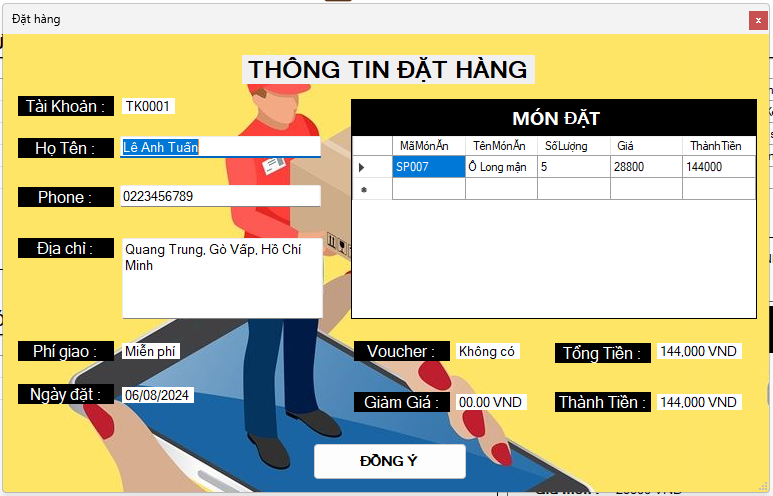 Đặt hàng
x
THÔNG TIN ĐẶT HÀNG
Tài Khoản : TK0001
Họ Tên : Lê Anh Tuấn
Phone : 0223456789
Địa chỉ : Quang Trung, Gò Vấp, Hồ Chí
Minh
MÓN ĐẶT
MãMónĂn TênMónĂn SốLượng Giá ThànhTiền
SP007 Ô Long mận 5 28800 144000
Phí giao : Miễn phí
Voucher : Không có
Tổng Tiền : 144,000 VND
Ngày đặt : 06/08/2024
Giảm Giá : 00.00 VND
Thành Tiền : 144,000 VND
ĐỒNG Ý